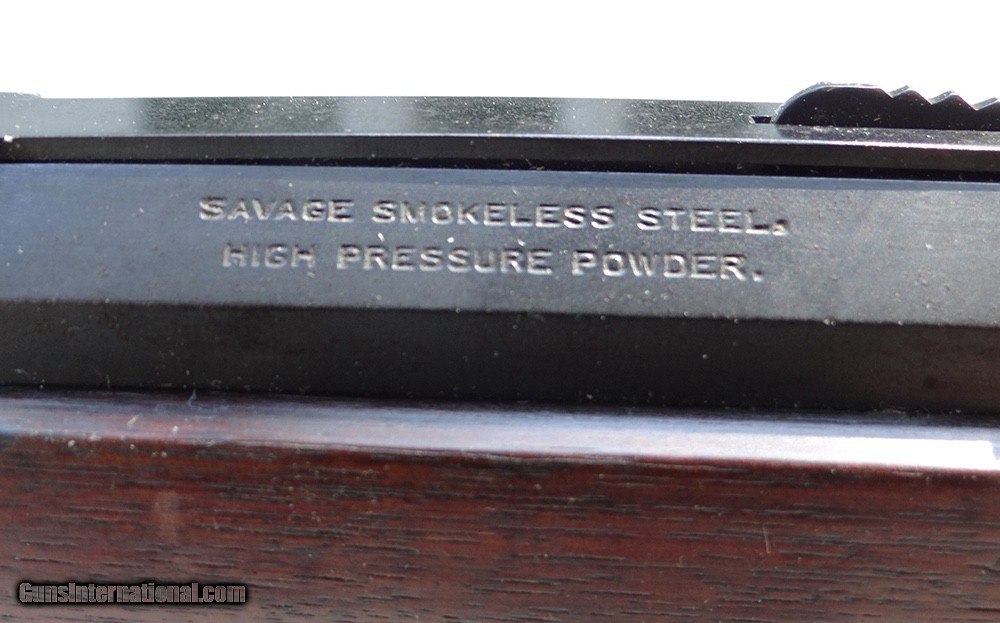 SAVAGE SMOKELESS STEEL.
HIGH PRESSURE POWDER.
GunsInternational.com